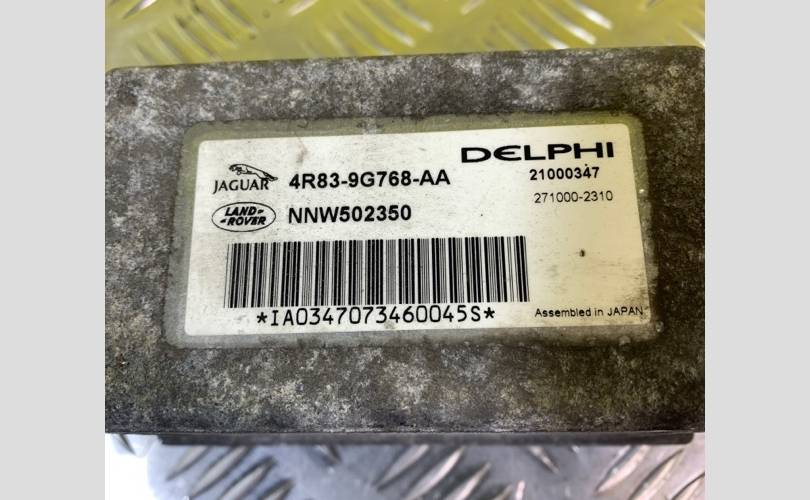 JAGUAR 4R83-9G768-AA
DELPHI
21000347
LAND-ROVER NNW502350
271000-2310
*IA0347073460045S*
Assembled in JAPAN